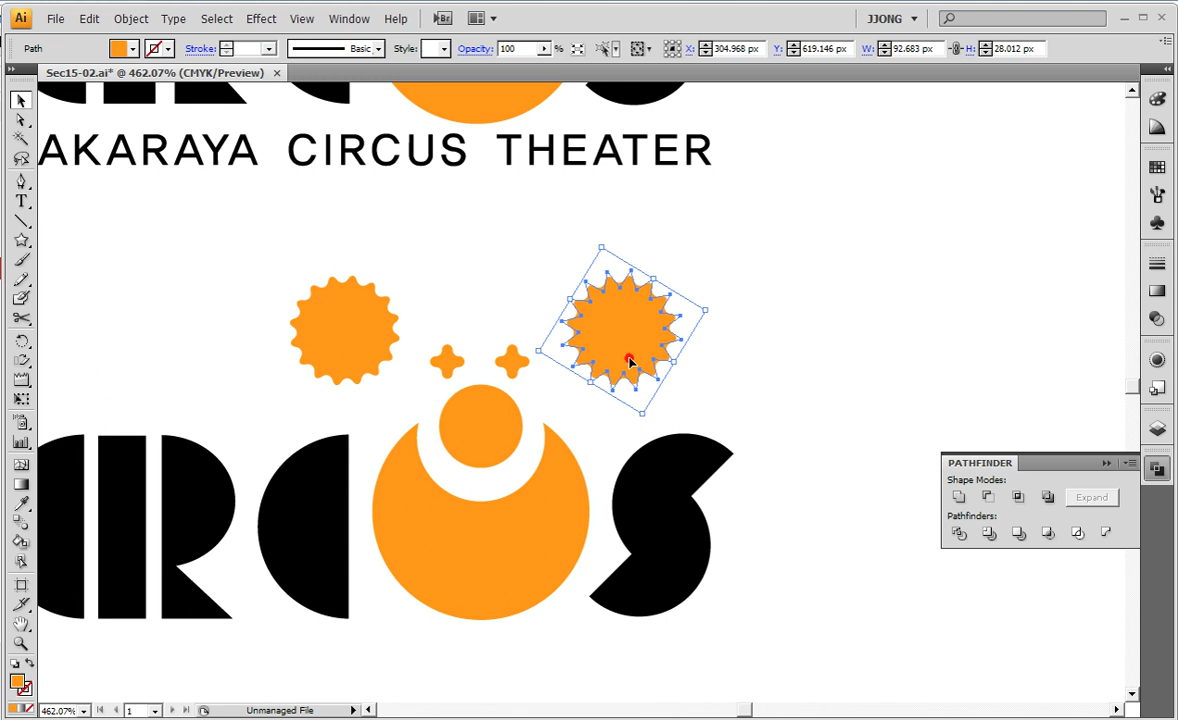 Ai File Edit Object Type Select Effect View Window Help Br JJONG
Path Stroke: Basic Style: Opacity: 100 % X: 304.968 px Y: 619.146 px W: 92.683 px H: 28.012 px
Sec15-02.ai* @ 462.07% (CMYK/Preview)
AKARAYA CIRCUS THEATER
PATHFINDER
Shape Modes:
Expand
Pathfinders:
462.07% 1 Unmanaged File